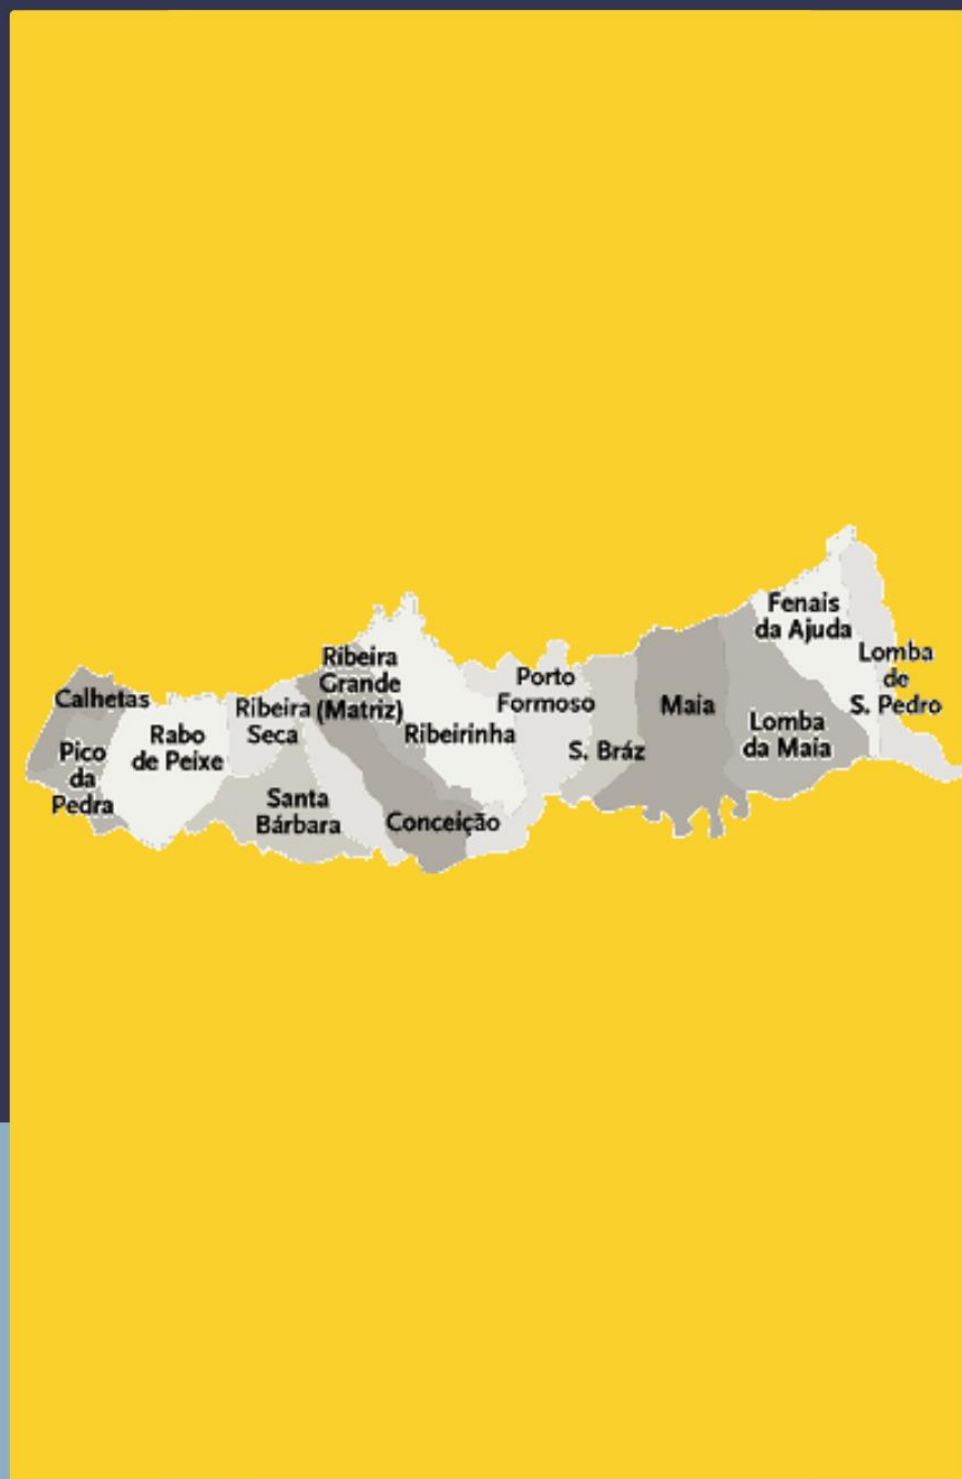 Calhetas
Pico
da
Pedra
Rabo
de Peixe
Ribeira
Seca
Santa
Bárbara
Ribeira
Grande
(Matriz)
Conceição
Ribeirinha
Porto
Formoso
S. Bráz
Maia
Lomba
da Maia
Fenais
da Ajuda
Lomba
de
S. Pedro